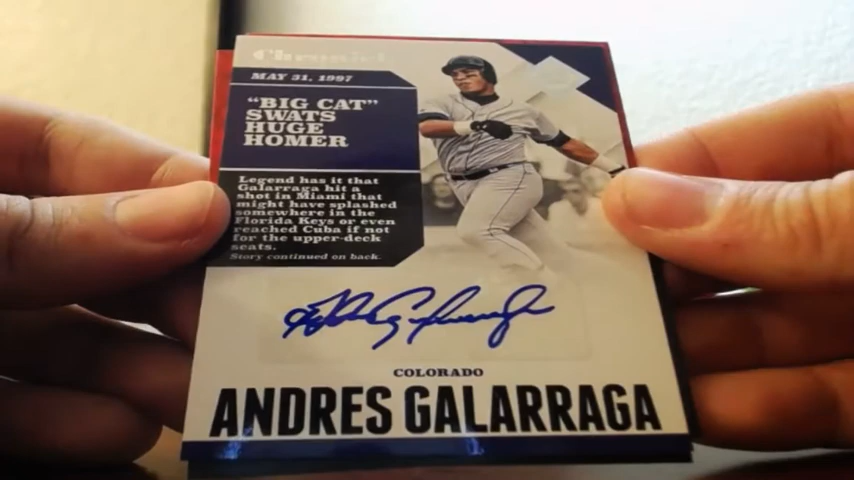 Chronicles
MAY 31, 1997
"BIG CAT"
SWATS
HUGE
HOMER
Legend has it that
Galarraga hit a
shot in Miami that
might have splashed
somewhere in the
Florida Keys or even
reached Cuba if not
for the upper-deck
seats.
Story continued on back.
COLORADO
ANDRES GALARRAGA